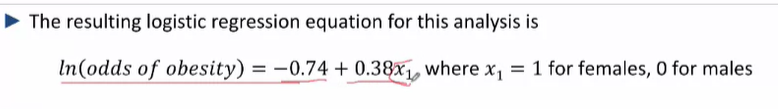 The resulting logistic regression equation for this analysis is
ln(odds of obesity) = −0.74 + 0.38x₁, where x₁ = 1 for females, 0 for males